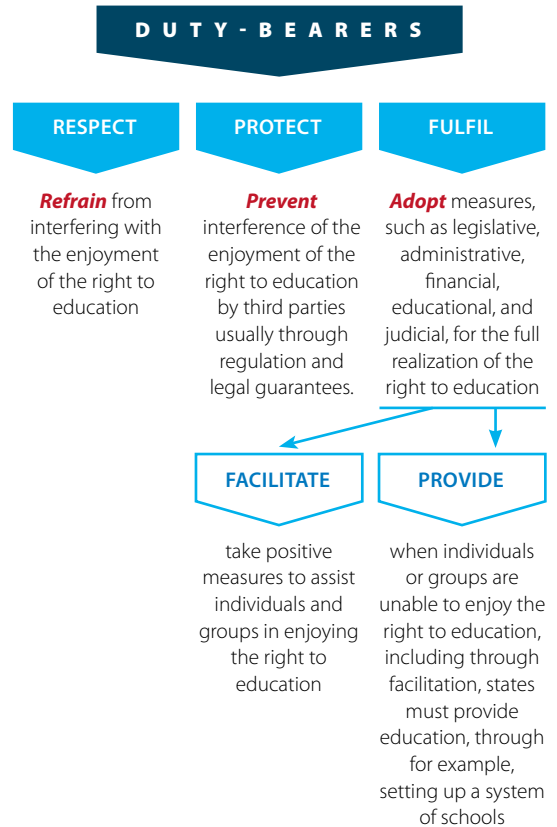 DUTY-BEARERS
RESPECT
Refrain from
interfering with
the enjoyment
of the right to
education
PROTECT
Prevent
interference of the
enjoyment of the
right to education
by third parties
usually through
regulation and
legal guarantees.
FULFIL
Adopt measures,
such as legislative,
administrative,
financial,
educational, and
judicial, for the full
realization of the
right to education
FACILITATE
take positive
measures to assist
individuals and
groups in enjoying
the right to
education
PROVIDE
when individuals
or groups are
unable to enjoy the
right to education,
including through
facilitation, states
must provide
education, through
for example,
setting up a system
of schools